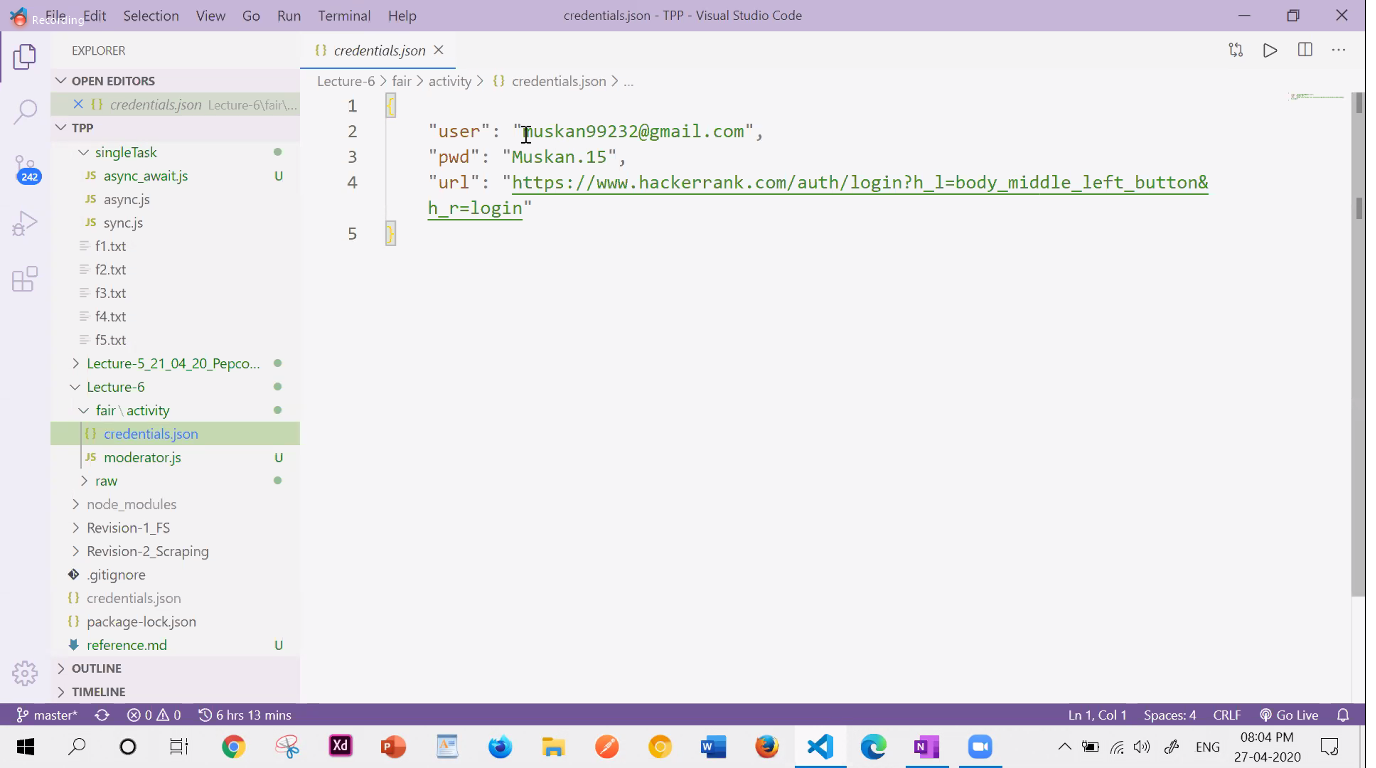 File Edit Selection View Go Run Terminal Help
Recording
credentials.json - TPP - Visual Studio Code
EXPLORER
OPEN EDITORS
credentials.json Lecture-6\fair\...
TPP
singleTask
JS async_await.js U
JS async.js
JS sync.js
f1.txt
f2.txt
f3.txt
f4.txt
f5.txt
Lecture-5_21_04_20_Pepco...
Lecture-6
fair \ activity
{} credentials.json
JS moderator.js U
raw
node_modules
Revision-1_FS
Revision-2_Scraping
.gitignore
{} credentials.json
package-lock.json
reference.md U
OUTLINE
TIMELINE
242
{} credentials.json
Lecture-6 > fair > activity > {} credentials.json > ...
1 {
2 "user": "muskan99232@gmail.com",
3 "pwd": "Muskan.15",
4 "url": "https://www.hackerrank.com/auth/login?h_l=body_middle_left_button&
h_r=login"
5 }
master* 0 0 6 hrs 13 mins
Ln 1, Col 1 Spaces: 4 CRLF Go Live
Xd P W N
ENG
08:04 PM
27-04-2020